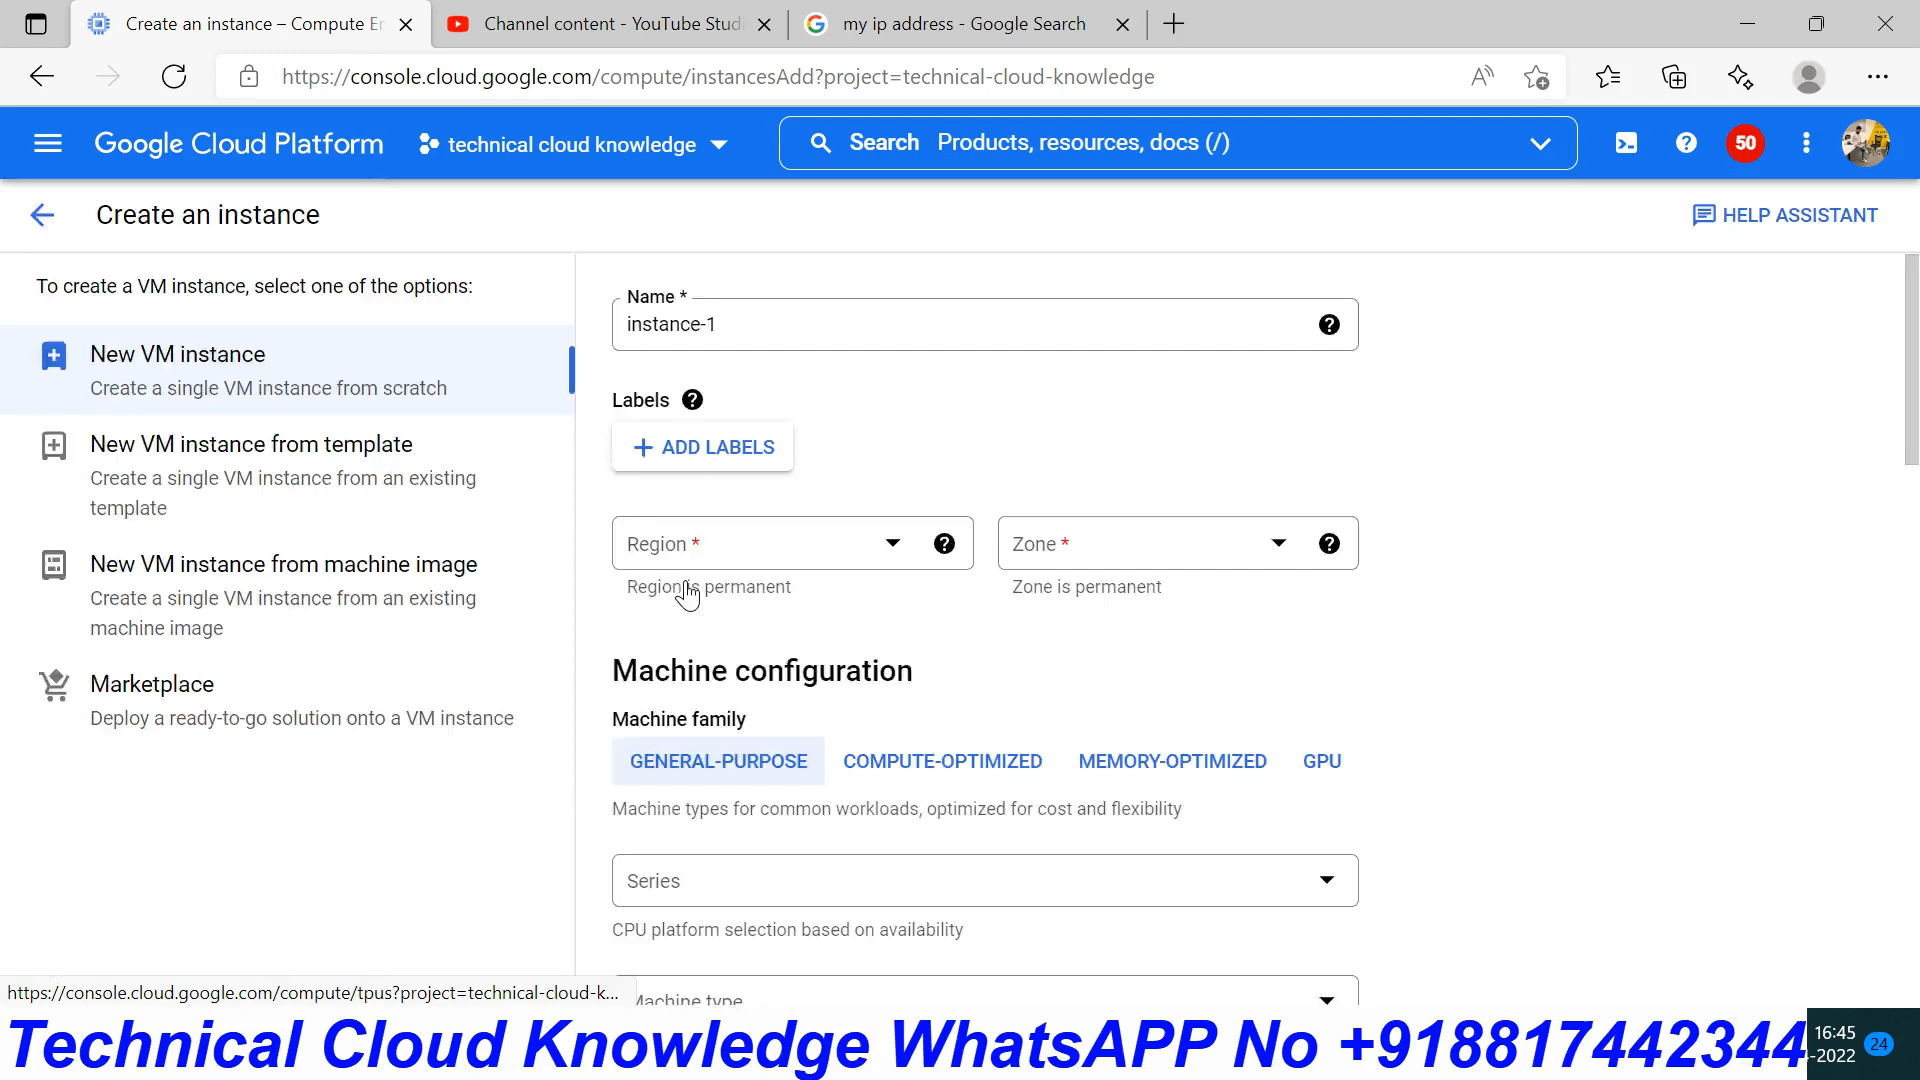 Create an instance – Compute Er
Channel content - YouTube Studi
my ip address - Google Search
https://console.cloud.google.com/compute/instancesAdd?project=technical-cloud-knowledge
Google Cloud Platform
technical cloud knowledge
Search Products, resources, docs (/)
50
Create an instance
HELP ASSISTANT
To create a VM instance, select one of the options:
New VM instance
Create a single VM instance from scratch
New VM instance from template
Create a single VM instance from an existing
template
New VM instance from machine image
Create a single VM instance from an existing
machine image
Marketplace
Deploy a ready-to-go solution onto a VM instance
Name *
instance-1
Labels
ADD LABELS
Region *
Zone *
Region is permanent
Zone is permanent
Machine configuration
Machine family
GENERAL-PURPOSE COMPUTE-OPTIMIZED MEMORY-OPTIMIZED GPU
Machine types for common workloads, optimized for cost and flexibility
Series
CPU platform selection based on availability
Machine type
https://console.cloud.google.com/compute/tpus?project=technical-cloud-k...
Technical Cloud Knowledge WhatsAPP No +918817442344
16:45
-2022
24